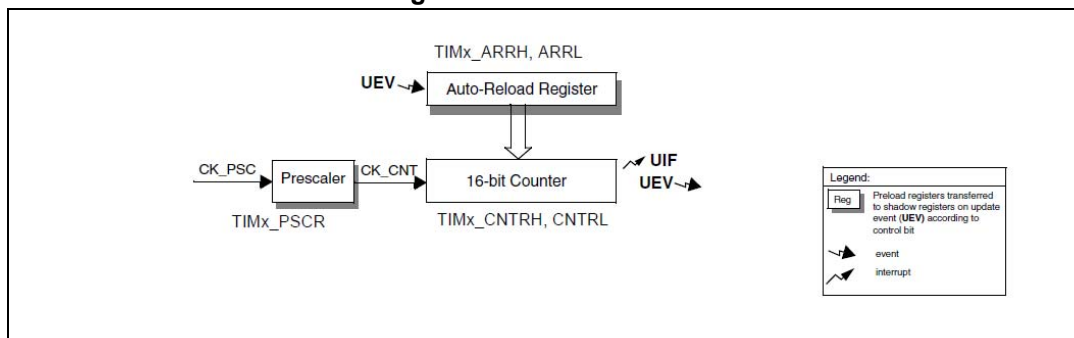 TIMx_ARRH, ARRL
UEV
Auto-Reload Register
CK_PSC
Prescaler
CK_CNT
16-bit Counter
UIF
UEV
TIMx_PSCR
TIMx_CNTRH, CNTRL
Legend:
Reg
Preload registers transferred
to shadow registers on update
event (UEV) according to
control bit
event
interrupt